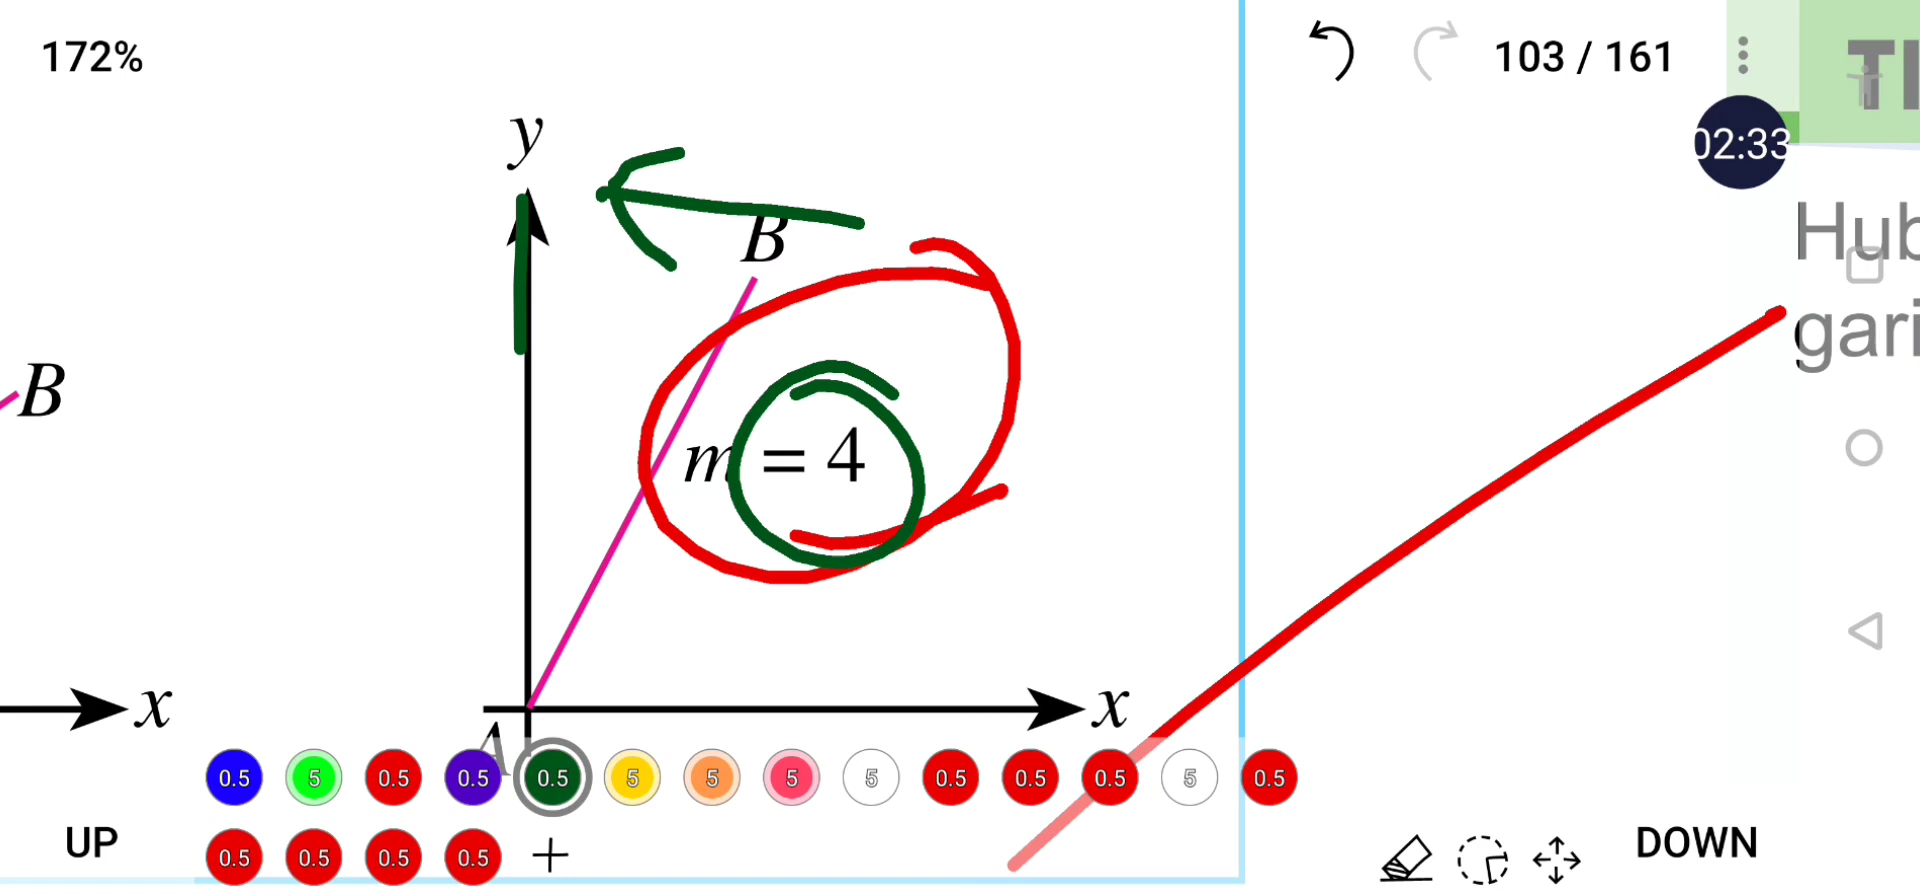 172%
103 / 161
02:33
y
B
Hub
gari
B
m = 4
x
x
A
0.5 5 0.5 0.5 0.5 5 5 5 5 0.5 0.5 0.5 5 0.5
UP
0.5 0.5 0.5 0.5 +
DOWN